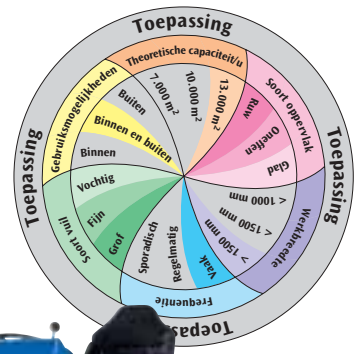 Toepassing
Theoretische capaciteit/u
7.000 m²
10.000 m²
13.000 m²
Soort oppervlak
Ruw
Oneffen
Glad
Toepassing
Werkbreedte
< 1000 mm
< 1500 mm
> 1500 mm
Frequentie
Vaak
Regelmatig
Sporadisch
Toepassing
Soort vuil
Grof
Fijn
Vochtig
Toepassing
Gebruiksmogelijkheden
Binnen
Binnen en buiten
Buiten